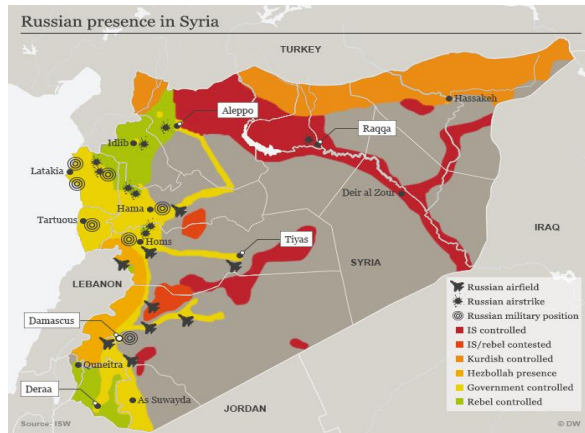 Russian presence in Syria
TURKEY
Aleppo
Hassakeh
Raqqa
Idlib
Latakia
Deir al Zour
Hama
Tartuous
Homs
Tiyas
IRAQ
SYRIA
LEBANON
Damascus
Quneitra
Deraa
As Suwayda
JORDAN
Russian airfield
Russian airstrike
Russian military position
IS controlled
IS/rebel contested
Kurdish controlled
Hezbollah presence
Government controlled
Rebel controlled
Source: ISW
© DW